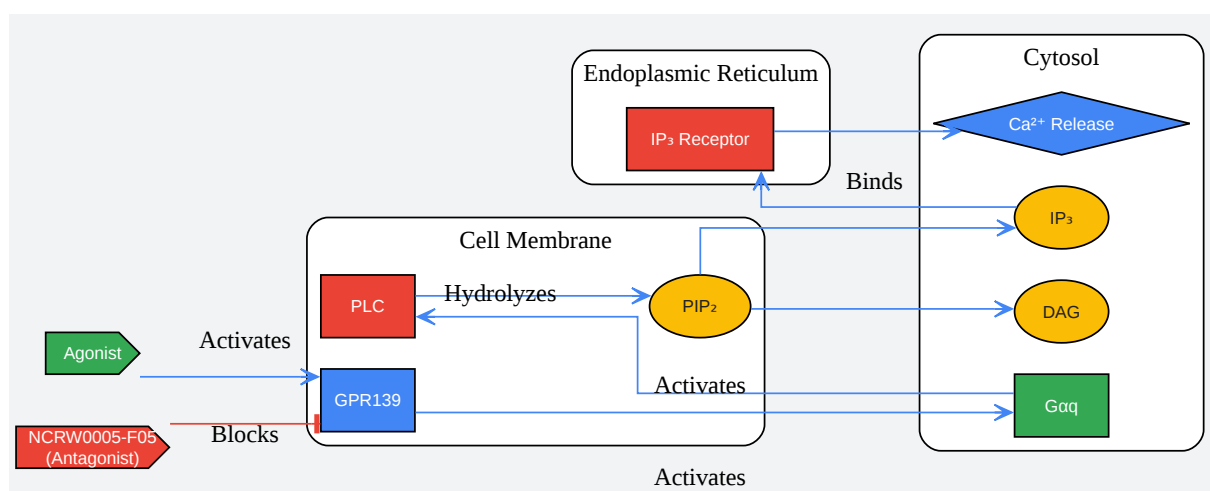 Endoplasmic Reticulum
Cytosol
IP₃ Receptor
Ca²⁺ Release
Binds
IP₃
Cell Membrane
PLC
Hydrolyzes
PIP₂
DAG
Agonist
Activates
GPR139
Activates
Gαq
NCRW0005-F05
(Antagonist)
Blocks
Activates